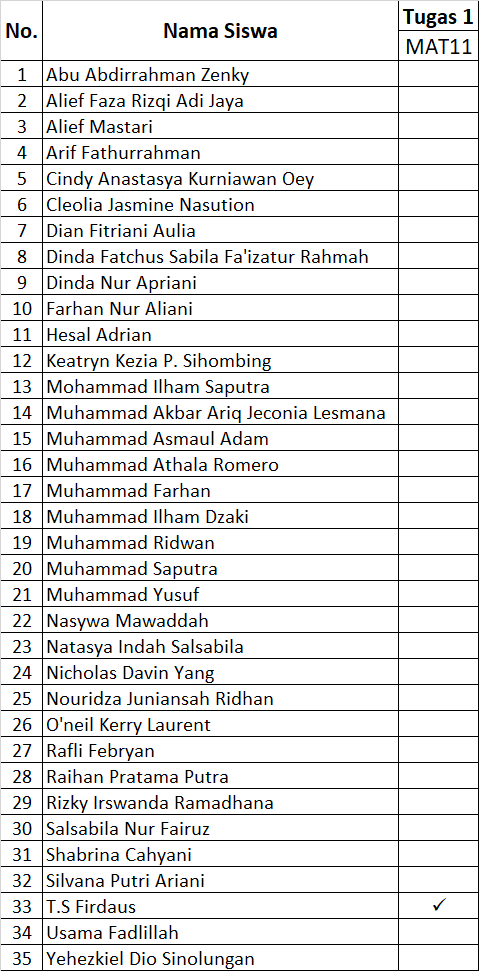 No. Nama Siswa Tugas 1
MAT11
1 Abu Abdirrahman Zenky
2 Alief Faza Rizqi Adi Jaya
3 Alief Mastari
4 Arif Fathurrahman
5 Cindy Anastasya Kurniawan Oey
6 Cleolia Jasmine Nasution
7 Dian Fitriani Aulia
8 Dinda Fatchus Sabila Fa'izatur Rahmah
9 Dinda Nur Apriani
10 Farhan Nur Aliani
11 Hesal Adrian
12 Keatryn Kezia P. Sihombing
13 Mohammad Ilham Saputra
14 Muhammad Akbar Ariq Jeconia Lesmana
15 Muhammad Asmaul Adam
16 Muhammad Athala Romero
17 Muhammad Farhan
18 Muhammad Ilham Dzaki
19 Muhammad Ridwan
20 Muhammad Saputra
21 Muhammad Yusuf
22 Nasywa Mawaddah
23 Natasya Indah Salsabila
24 Nicholas Davin Yang
25 Nouridza Juniansah Ridhan
26 O'neil Kerry Laurent
27 Rafli Febryan
28 Raihan Pratama Putra
29 Rizky Irswanda Ramadhana
30 Salsabila Nur Fairuz
31 Shabrina Cahyani
32 Silvana Putri Ariani
33 T.S Firdaus ✓
34 Usama Fadlillah
35 Yehezkiel Dio Sinolungan